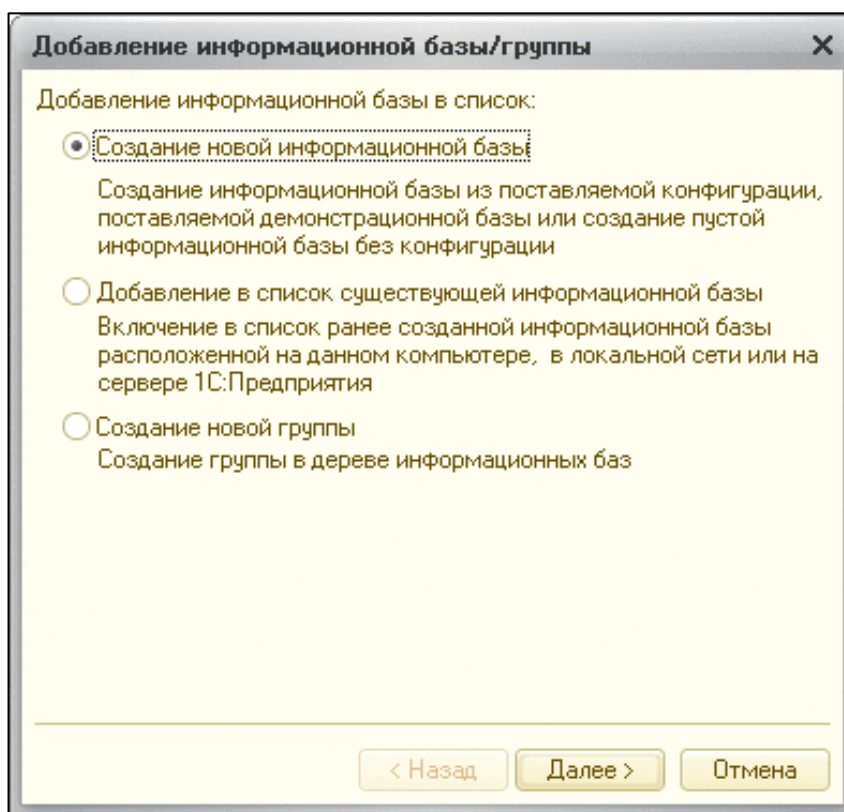 Добавление информационной базы/группы
Добавление информационной базы в список:
Создание новой информационной базы
Создание информационной базы из поставляемой конфигурации,
поставляемой демонстрационной базы или создание пустой
информационной базы без конфигурации
Добавление в список существующей информационной базы
Включение в список ранее созданной информационной базы
расположенной на данном компьютере, в локальной сети или на
сервере 1С:Предприятия
Создание новой группы
Создание группы в дереве информационных баз
< Назад
Далее >
Отмена